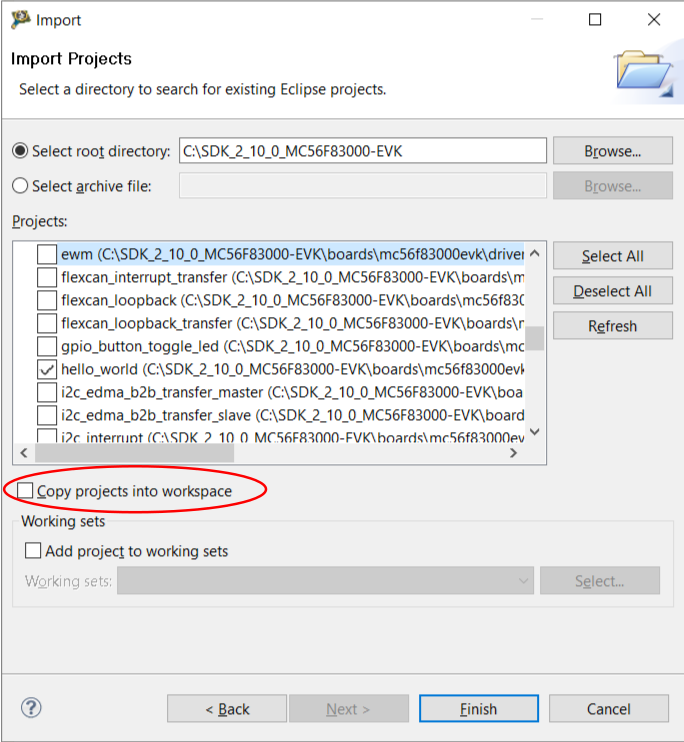 Import
Import Projects
Select a directory to search for existing Eclipse projects.
Select root directory: C:\SDK_2_10_0_MC56F83000-EVK Browse...
Select archive file: Browse...
Projects:
ewm (C:\SDK_2_10_0_MC56F83000-EVK\boards\mc56f83000evk\driver
flexcan_interrupt_transfer (C:\SDK_2_10_0_MC56F83000-EVK\boards\m
flexcan_loopback (C:\SDK_2_10_0_MC56F83000-EVK\boards\mc56f830
flexcan_loopback_transfer (C:\SDK_2_10_0_MC56F83000-EVK\boards\r
gpio_button_toggle_led (C:\SDK_2_10_0_MC56F83000-EVK\boards\mc
hello_world (C:\SDK_2_10_0_MC56F83000-EVK\boards\mc56f83000evk
i2c_edma_b2b_transfer_master (C:\SDK_2_10_0_MC56F83000-EVK\boa
i2c_edma_b2b_transfer_slave (C:\SDK_2_10_0_MC56F83000-EVK\board
i2c_interrupt (C:\SDK_2_10_0_MC56F83000-EVK\boards\mc56f83000ev
Select All
Deselect All
Refresh
Copy projects into workspace
Working sets
Add project to working sets
Working sets: Select...
? < Back Next > Finish Cancel